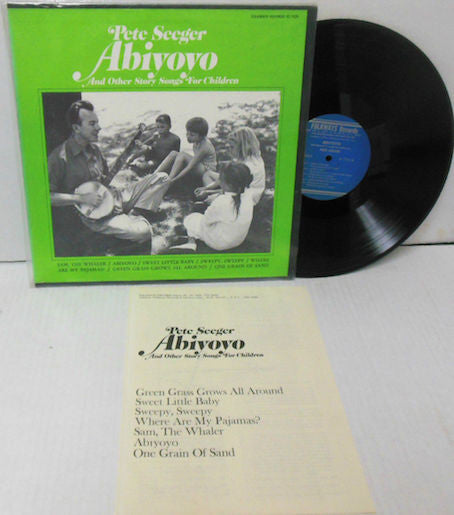 Pete Seeger
Abiyoyo
And Other Story Songs For Children
SAM, THE WHALER / ABIYOYO / SWEET LITTLE BABY / SWEEPY, SWEEPY / WHERE
ARE MY PAJAMAS? / GREEN GRASS GROWS ALL AROUND / ONE GRAIN OF SAND
FOLKWAYS Records
Pete Seeger
Abiyoyo
And Other Story Songs For Children
Green Grass Grows All Around
Sweet Little Baby
Sweepy, Sweepy
Where Are My Pajamas?
Sam, The Whaler
Abiyoyo
One Grain Of Sand